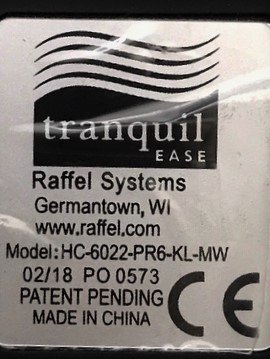 tranquil
EASE
Raffel Systems
Germantown, WI
www.raffel.com
Model: HC-6022-PR6-KL-MW
02/18 PO 0573
PATENT PENDING
MADE IN CHINA
CE